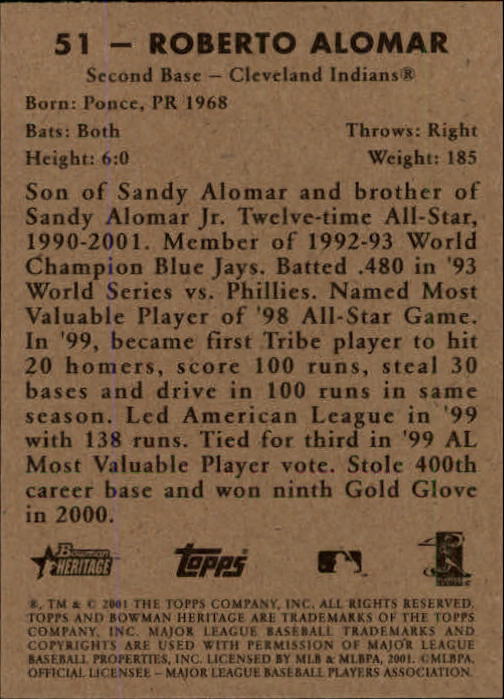 51 – ROBERTO ALOMAR
Second Base – Cleveland Indians®
Born: Ponce, PR 1968
Bats: Both Throws: Right
Height: 6:0 Weight: 185
Son of Sandy Alomar and brother of
Sandy Alomar Jr. Twelve-time All-Star,
1990-2001. Member of 1992-93 World
Champion Blue Jays. Batted .480 in '93
World Series vs. Phillies. Named Most
Valuable Player of '98 All-Star Game.
In '99, became first Tribe player to hit
20 homers, score 100 runs, steal 30
bases and drive in 100 runs in same
season. Led American League in '99
with 138 runs. Tied for third in '99 AL
Most Valuable Player vote. Stole 400th
career base and won ninth Gold Glove
in 2000.
Bowman HERITAGE Topps
®, TM & © 2001 THE TOPPS COMPANY, INC. ALL RIGHTS RESERVED.
TOPPS AND BOWMAN HERITAGE ARE TRADEMARKS OF THE TOPPS
COMPANY, INC. MAJOR LEAGUE BASEBALL TRADEMARKS AND
COPYRIGHTS ARE USED WITH PERMISSION OF MAJOR LEAGUE
BASEBALL PROPERTIES, INC. LICENSED BY MLB & MLBPA, 2001. ©MLBPA.
OFFICIAL LICENSEE – MAJOR LEAGUE BASEBALL PLAYERS ASSOCIATION.